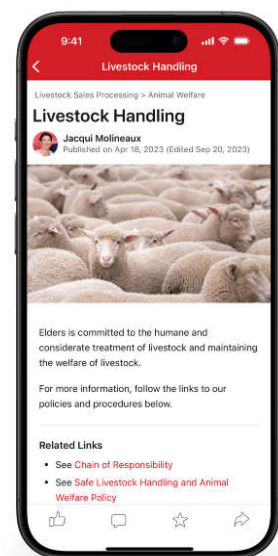 9:41
Livestock Handling
Livestock Sales Processing > Animal Welfare
Livestock Handling
Jacqui Molineaux
Published on Apr 18, 2023 (Edited Sep 20, 2023)
Elders is committed to the humane and
considerate treatment of livestock and maintaining
the welfare of livestock.
For more information, follow the links to our
policies and procedures below.
Related Links
• See Chain of Responsibility
• See Safe Livestock Handling and Animal
Welfare Policy